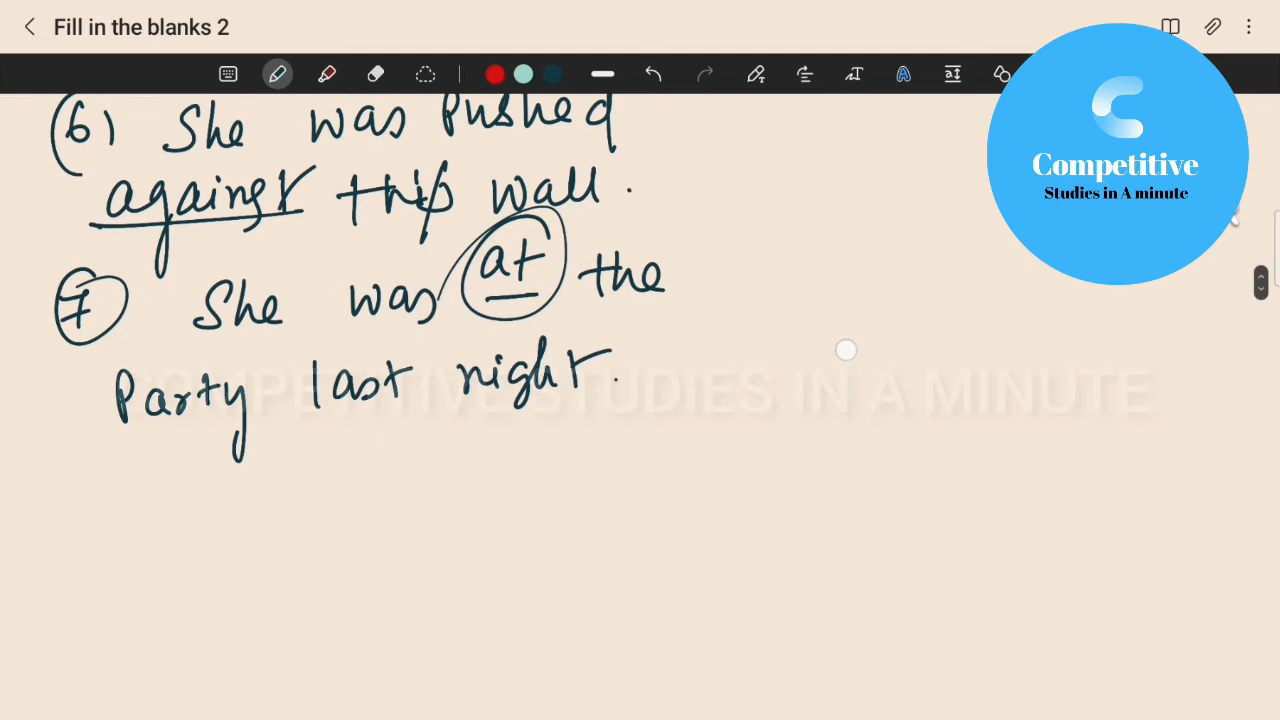 Fill in the blanks 2
Competitive
Studies in A minute
(6) She was Pushed
against this wall.
7 She was at the
Party last night.
COMPETITIVE STUDIES IN A MINUTE